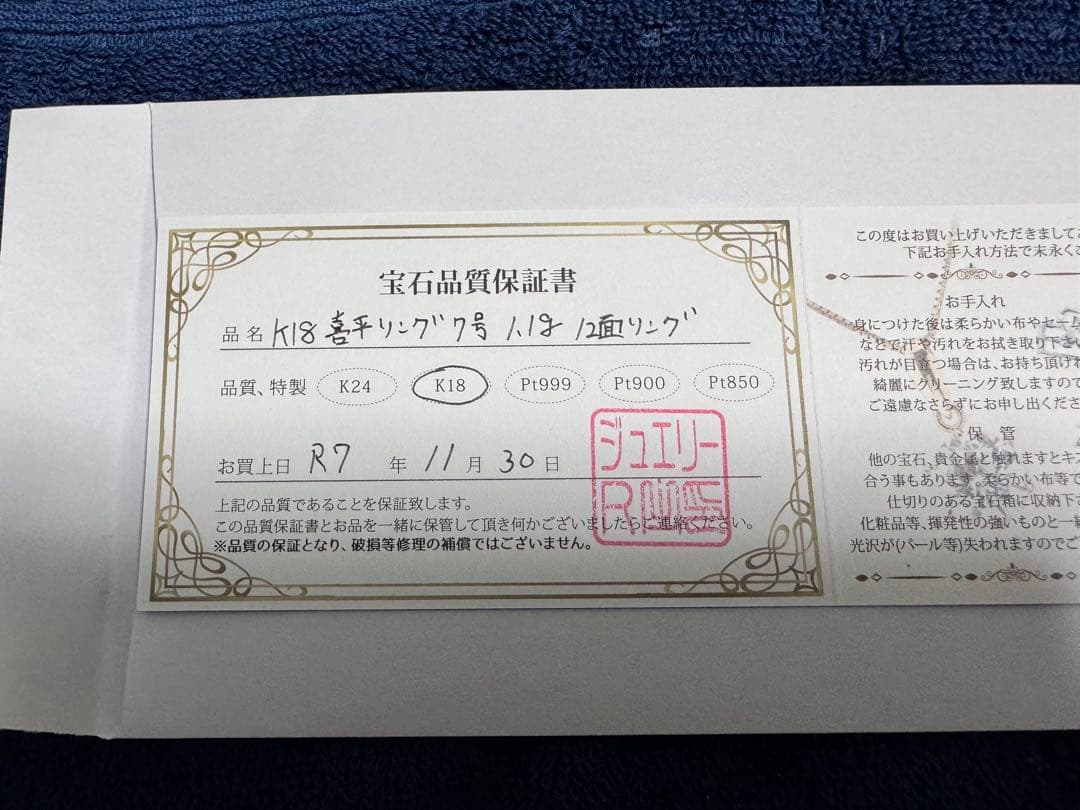 宝石品質保証書
品名 K18 喜平リング 7号 1.1g 12面リング
品質、特製 K24 K18 Pt999 Pt900 Pt850
お買上日 R7 年 11 月 30 日
ジュエリー
上記の品質であることを保証致します。
この品質保証書とお品を一緒に保管して頂き何かございましたらご連絡ください。
※品質の保証となり、破損等修理の補償ではございません。
この度はお買い上げいただきまして
下記お手入れ方法で末永く
お手入れ
身につけた後は柔らかい布やセーム
などで汗や汚れをお拭き取り下さい
汚れが目立つ場合は、お持ち頂けれ
綺麗にクリーニング致しますので
ご遠慮なさらずにお申し出くださ
保管
他の宝石、貴金属と触れますとキズ
合う事もあります。柔らかい布等で
仕切りのある宝石箱に収納下さ
化粧品等、揮発性の強いものと一緒
光沢が(パール等)失われますのでご